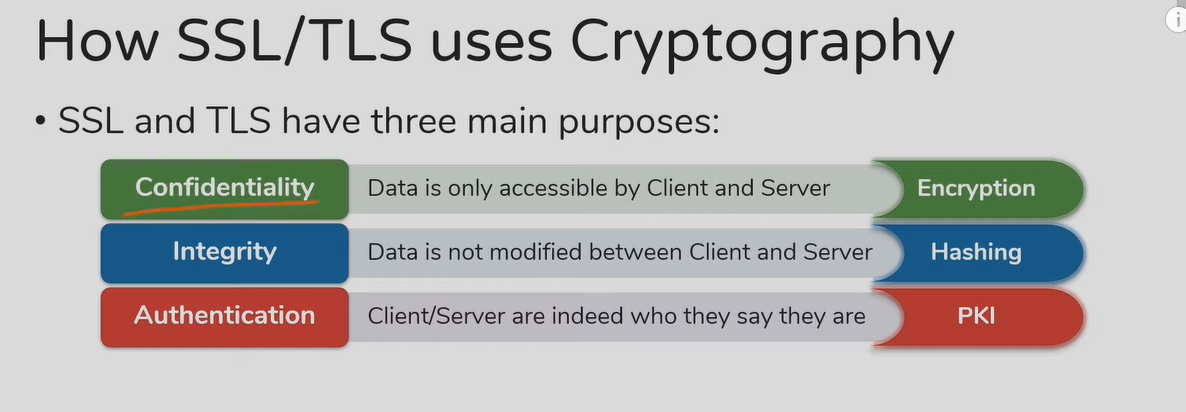 How SSL/TLS uses Cryptography
• SSL and TLS have three main purposes:
Confidentiality Data is only accessible by Client and Server Encryption
Integrity Data is not modified between Client and Server Hashing
Authentication Client/Server are indeed who they say they are PKI